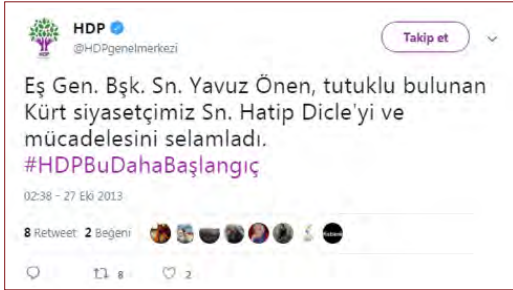 HDP
HDP
@HDPgenelmerkezi
Takip et
Eş Gen. Bşk. Sn. Yavuz Önen, tutuklu bulunan
Kürt siyasetçimiz Sn. Hatip Dicle'yi ve
mücadelesini selamladı.
#HDPBuDahaBaşlangıç
02:38 - 27 Eki 2013
8 Retweet 2 Beğeni
8 2